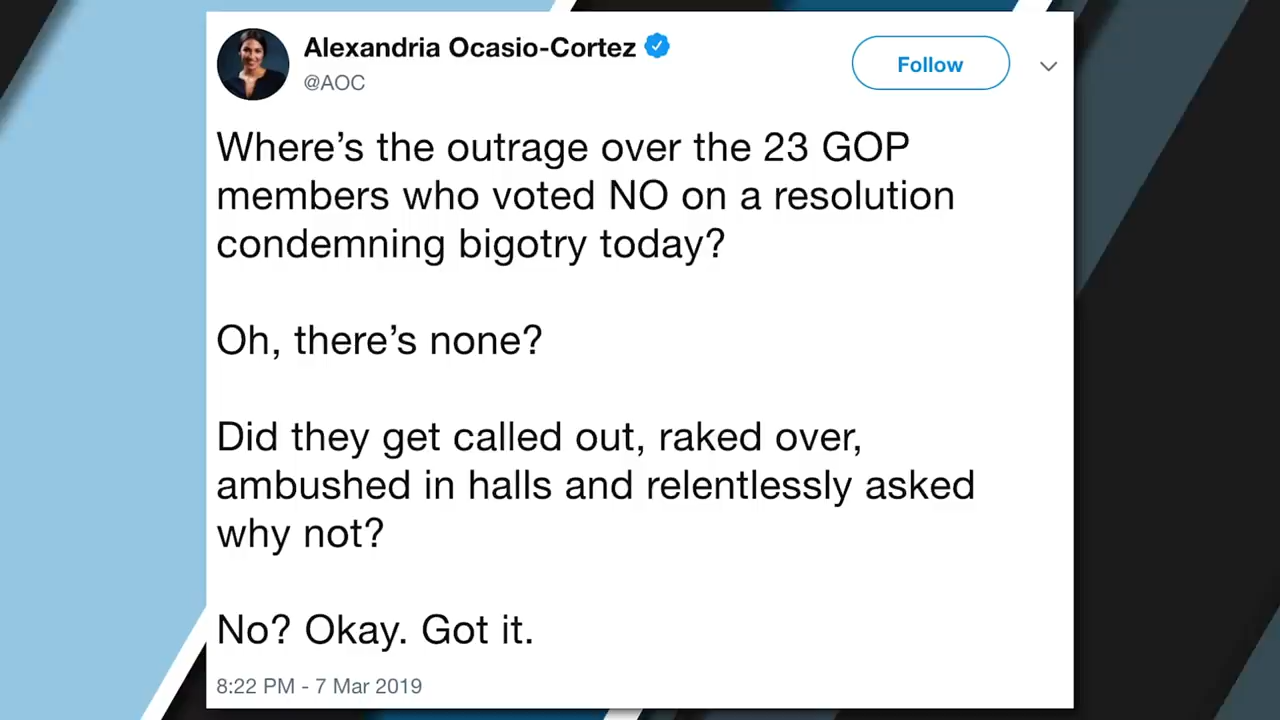 Alexandria Ocasio-Cortez
@AOC
Follow
Where’s the outrage over the 23 GOP
members who voted NO on a resolution
condemning bigotry today?
Oh, there’s none?
Did they get called out, raked over,
ambushed in halls and relentlessly asked
why not?
No? Okay. Got it.
8:22 PM - 7 Mar 2019